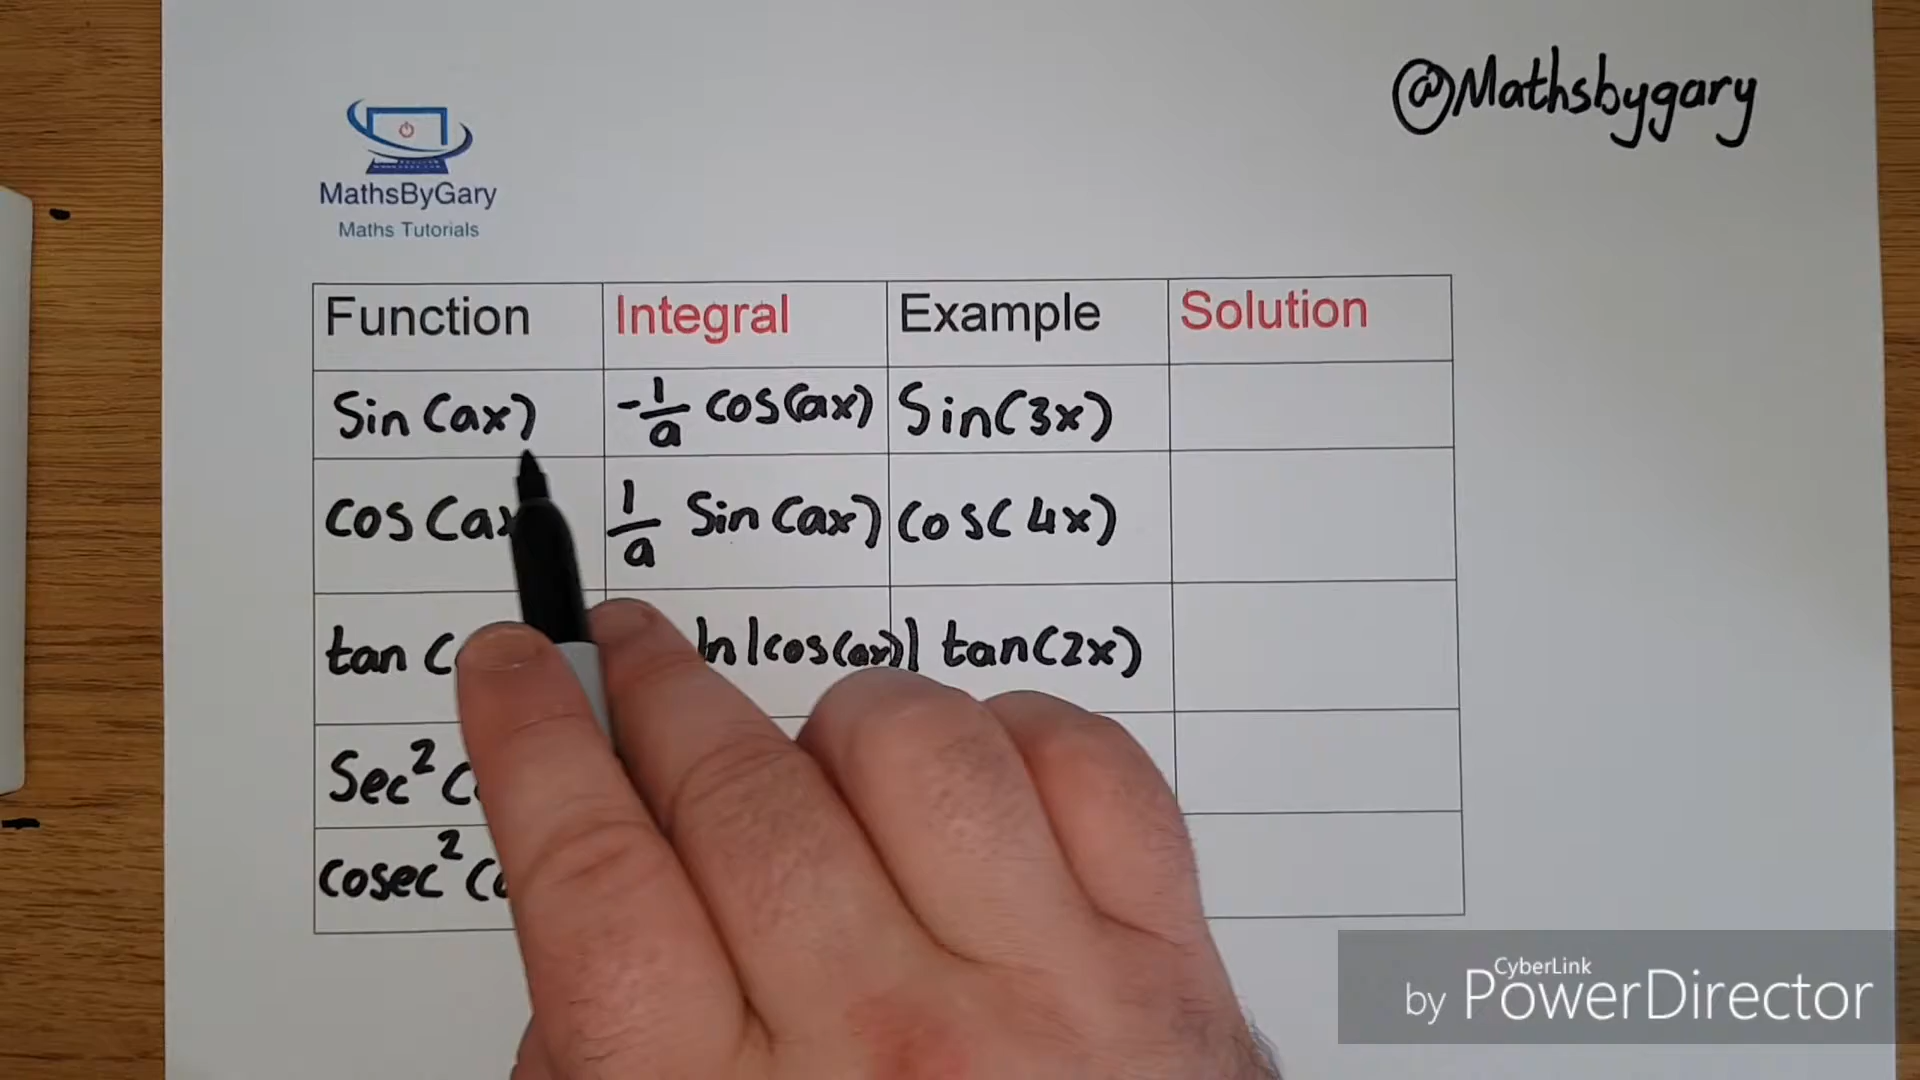 @Mathsbygary
MathsByGary
Maths Tutorials
Function Integral Example Solution
Sin(ax) -1/a cos(ax) Sin(3x)
cos(ax 1/a Sin(ax) cos(4x)
tan( ln|cos(ax)| tan(2x)
Sec²(
cosec²(
CyberLink
by PowerDirector